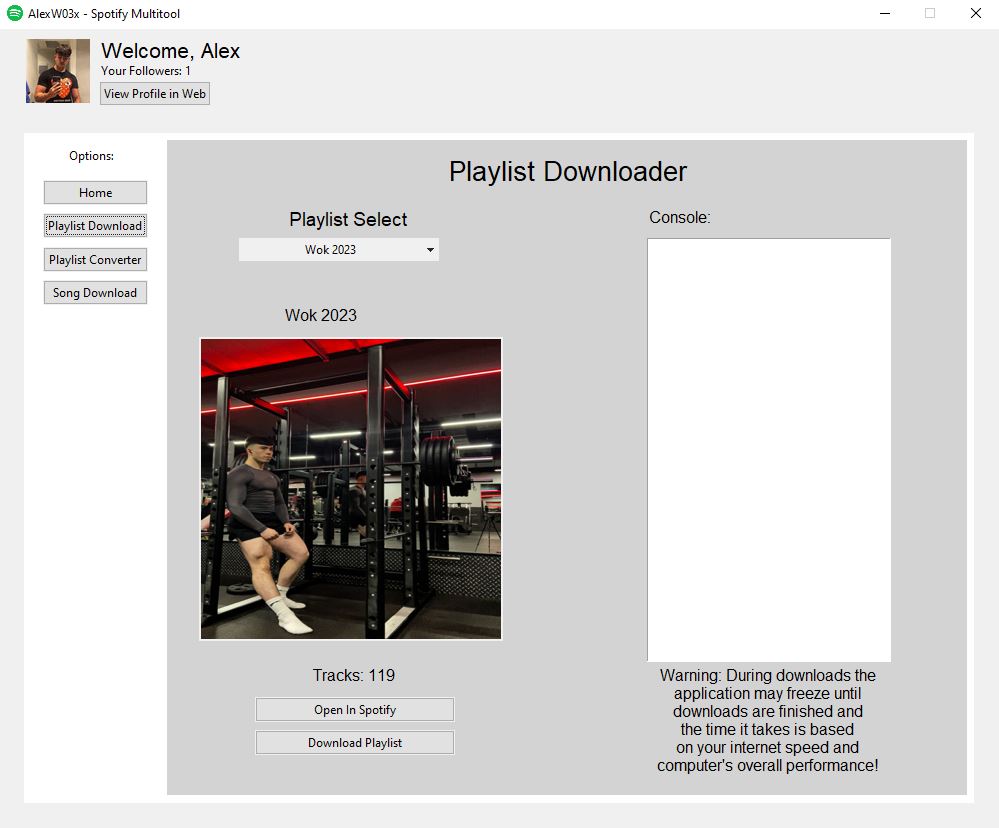 AlexW03x - Spotify Multitool
Welcome, Alex
Your Followers: 1
View Profile in Web
Options:
Home
Playlist Download
Playlist Converter
Song Download
Playlist Downloader
Playlist Select
Wok 2023
Wok 2023
Tracks: 119
Open In Spotify
Download Playlist
Console:
Warning: During downloads the
application may freeze until
downloads are finished and
the time it takes is based
on your internet speed and
computer's overall performance!